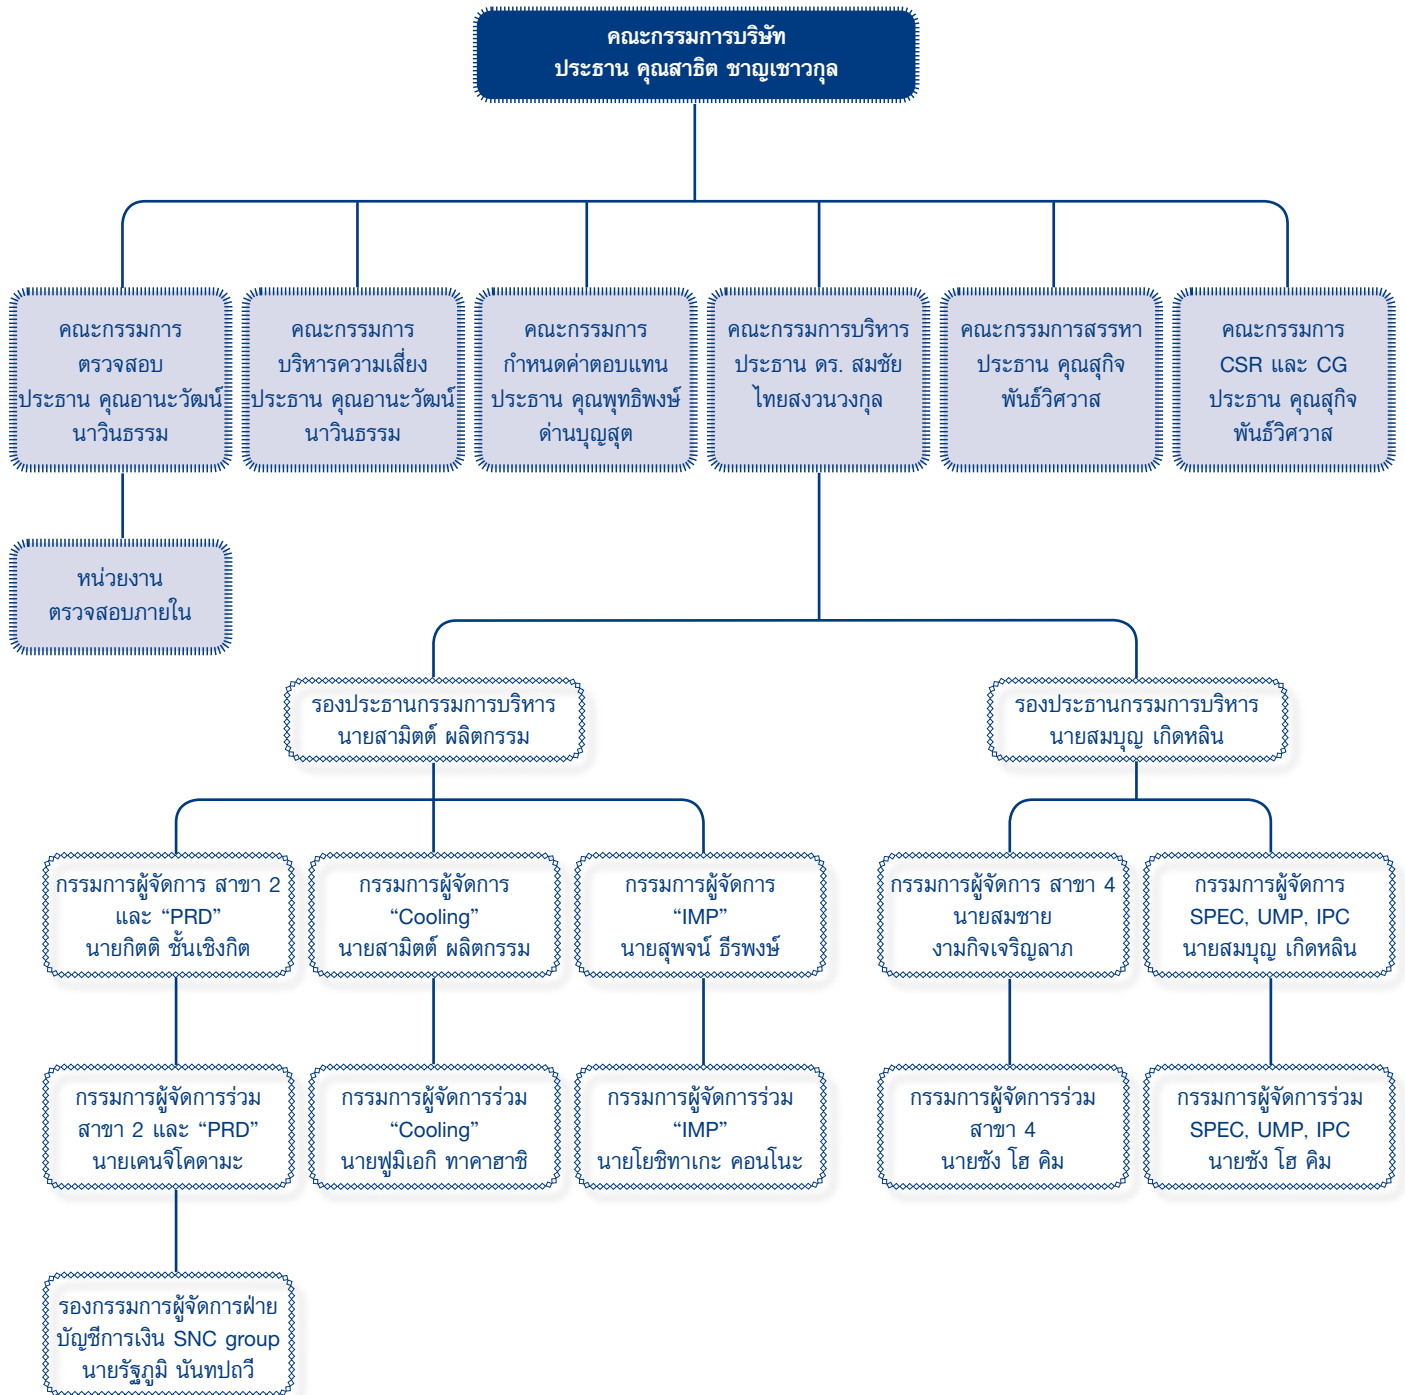 คณะกรรมการบริษัท
ประธาน คุณสาธิต ชาญเชาวกุล
คณะกรรมการ
ตรวจสอบ
ประธาน คุณอานะวัฒน์
นาวินธรรม
คณะกรรมการ
บริหารความเสี่ยง
ประธาน คุณอานะวัฒน์
นาวินธรรม
คณะกรรมการ
กำหนดค่าตอบแทน
ประธาน คุณพุทธิพงษ์
ด่านบุญสุต
คณะกรรมการบริหาร
ประธาน ดร. สมชัย
ไทยสงวนวงกุล
คณะกรรมการสรรหา
ประธาน คุณสุกิจ
พันธ์วิศวาส
คณะกรรมการ
CSR และ CG
ประธาน คุณสุกิจ
พันธ์วิศวาส
หน่วยงาน
ตรวจสอบภายใน
รองประธานกรรมการบริหาร
นายสามิตต์ ผลิตกรรม
รองประธานกรรมการบริหาร
นายสมบุญ เกิดหลิน
กรรมการผู้จัดการ สาขา 2
และ “PRD”
นายกิตติ ชั้นเชิงกิต
กรรมการผู้จัดการ
“Cooling”
นายสามิตต์ ผลิตกรรม
กรรมการผู้จัดการ
“IMP”
นายสุพจน์ ธีรพงษ์
กรรมการผู้จัดการ สาขา 4
นายสมชาย
งามกิจเจริญลาภ
กรรมการผู้จัดการ
SPEC, UMP, IPC
นายสมบุญ เกิดหลิน
กรรมการผู้จัดการร่วม
สาขา 2 และ “PRD”
นายเคนจิโคดามะ
กรรมการผู้จัดการร่วม
“Cooling”
นายฟูมิเอกิ ทาคาฮาชิ
กรรมการผู้จัดการร่วม
“IMP”
นายโยชิทาเกะ คอนโนะ
กรรมการผู้จัดการร่วม
สาขา 4
นายซัง โฮ คิม
กรรมการผู้จัดการร่วม
SPEC, UMP, IPC
นายซัง โฮ คิม
รองกรรมการผู้จัดการฝ่าย
บัญชีการเงิน SNC group
นายรัฐภูมิ นันทปถวี